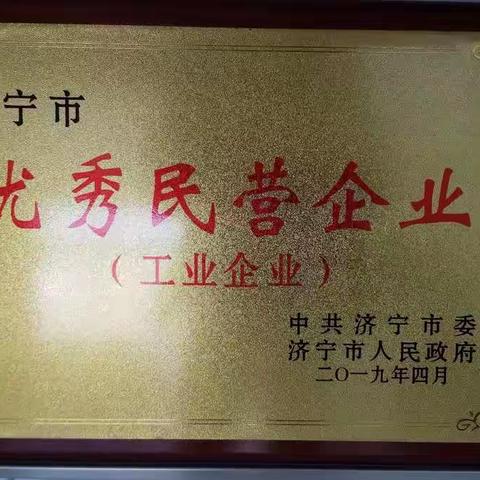 宁市
优秀民营企业
（工业企业）
中共济宁市委
济宁市人民政府
二〇一九年四月